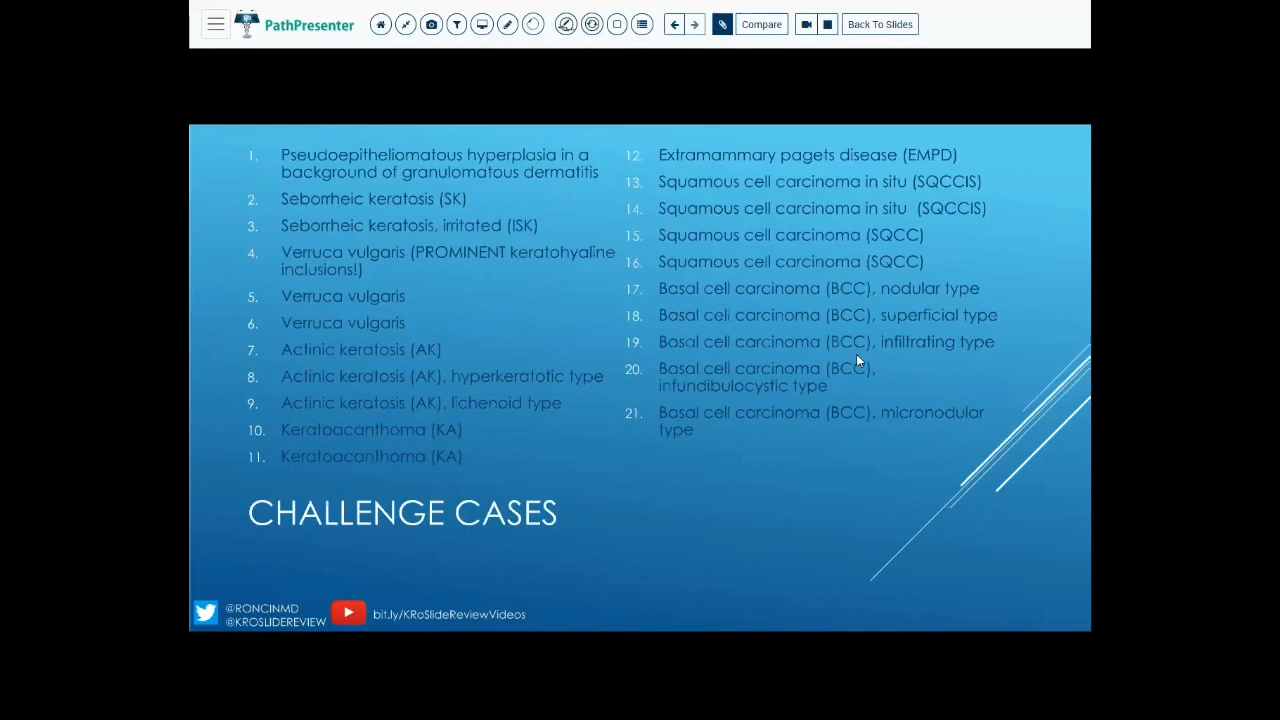 PathPresenter
Compare
Back To Slides
1. Pseudoepitheliomatous hyperplasia in a
background of granulomatous dermatitis
2. Seborrheic keratosis (SK)
3. Seborrheic keratosis, irritated (ISK)
4. Verruca vulgaris (PROMINENT keratohyaline
inclusions!)
5. Verruca vulgaris
6. Verruca vulgaris
7. Actinic keratosis (AK)
8. Actinic keratosis (AK), hyperkeratotic type
9. Actinic keratosis (AK), lichenoid type
10. Keratoacanthoma (KA)
11. Keratoacanthoma (KA)
12. Extramammary pagets disease (EMPD)
13. Squamous cell carcinoma in situ (SQCCIS)
14. Squamous cell carcinoma in situ (SQCCIS)
15. Squamous cell carcinoma (SQCC)
16. Squamous cell carcinoma (SQCC)
17. Basal cell carcinoma (BCC), nodular type
18. Basal cell carcinoma (BCC), superficial type
19. Basal cell carcinoma (BCC), infiltrating type
20. Basal cell carcinoma (BCC),
infundibulocystic type
21. Basal cell carcinoma (BCC), micronodular
type
CHALLENGE CASES
@RONCINMD
@KROSLIDEREVIEW
bit.ly/KRoSlideReviewVideos